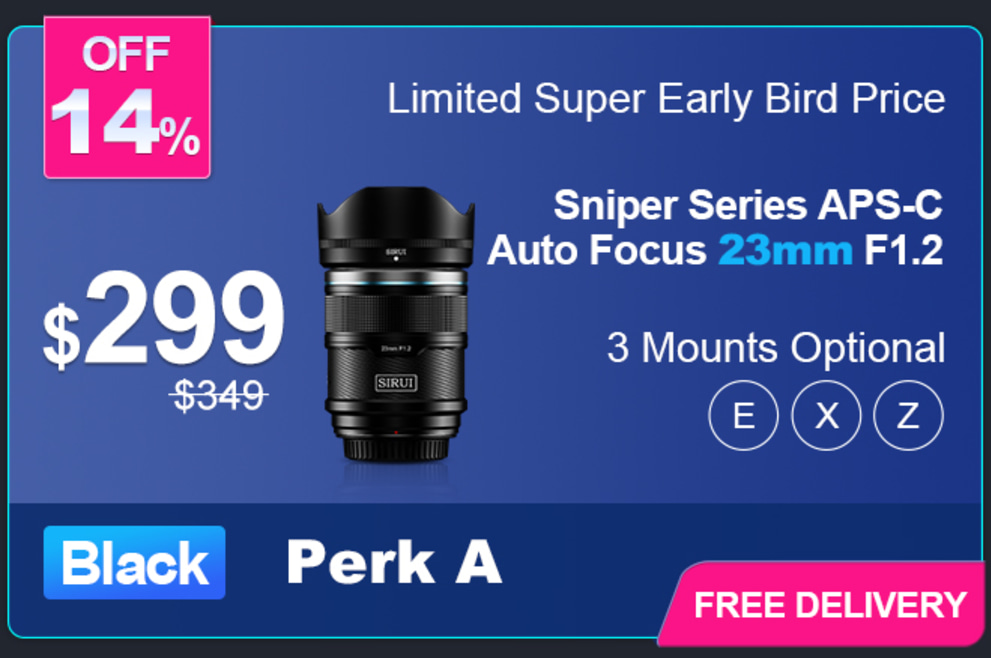 OFF
14%
Limited Super Early Bird Price
Sniper Series APS-C
Auto Focus 23mm F1.2
$299
$349
SIRUI
23mm F1.2
SIRUI
3 Mounts Optional
E X Z
Black Perk A
FREE DELIVERY